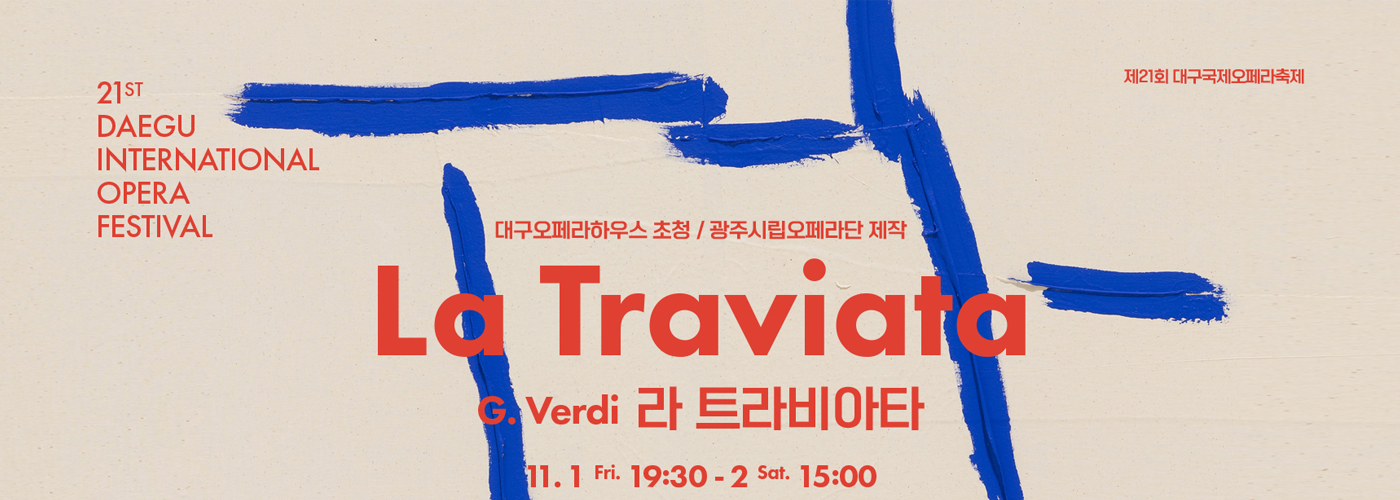 21ST
DAEGU
INTERNATIONAL
OPERA
FESTIVAL
제21회 대구국제오페라축제
대구오페라하우스 초청 / 광주시립오페라단 제작
La Traviata
G. Verdi 라 트라비아타
11. 1 Fri. 19:30 - 2 Sat. 15:00